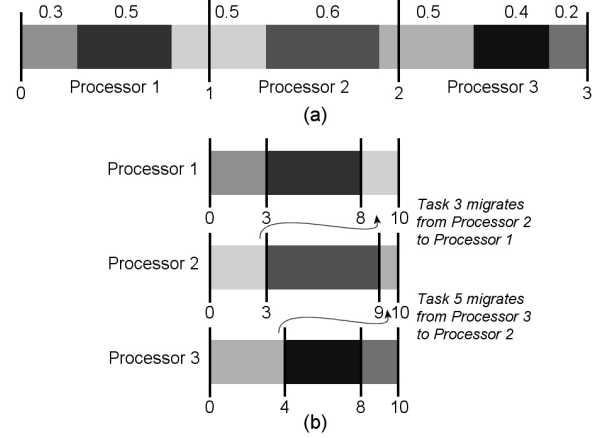 0.3 0.5 0.5 0.6 0.5 0.4 0.2
Processor 1 Processor 2 Processor 3
0 1 2 3
(a)
Processor 1
0 3 8 10
Task 3 migrates
from Processor 2
to Processor 1
Processor 2
0 3 9 10
Task 5 migrates
from Processor 3
to Processor 2
Processor 3
0 4 8 10
(b)